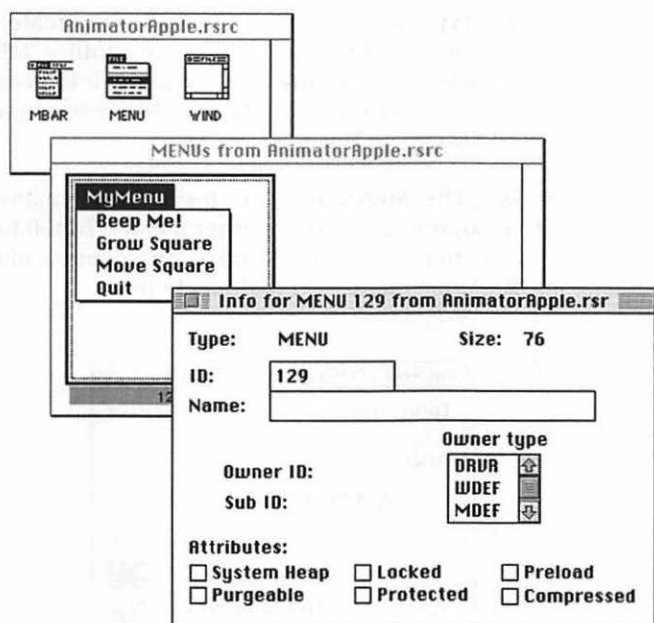 AnimatorApple.rsrc
MBAR MENU WIND
MENUs from AnimatorApple.rsrc
MyMenu
Beep Me!
Grow Square
Move Square
Quit
Info for MENU 129 from AnimatorApple.rsr
Type: MENU Size: 76
ID: 129
Name:
Owner type
Owner ID:
Sub ID:
DRVR
WDEF
MDEF
Attributes:
System Heap Locked Preload
Purgeable Protected Compressed